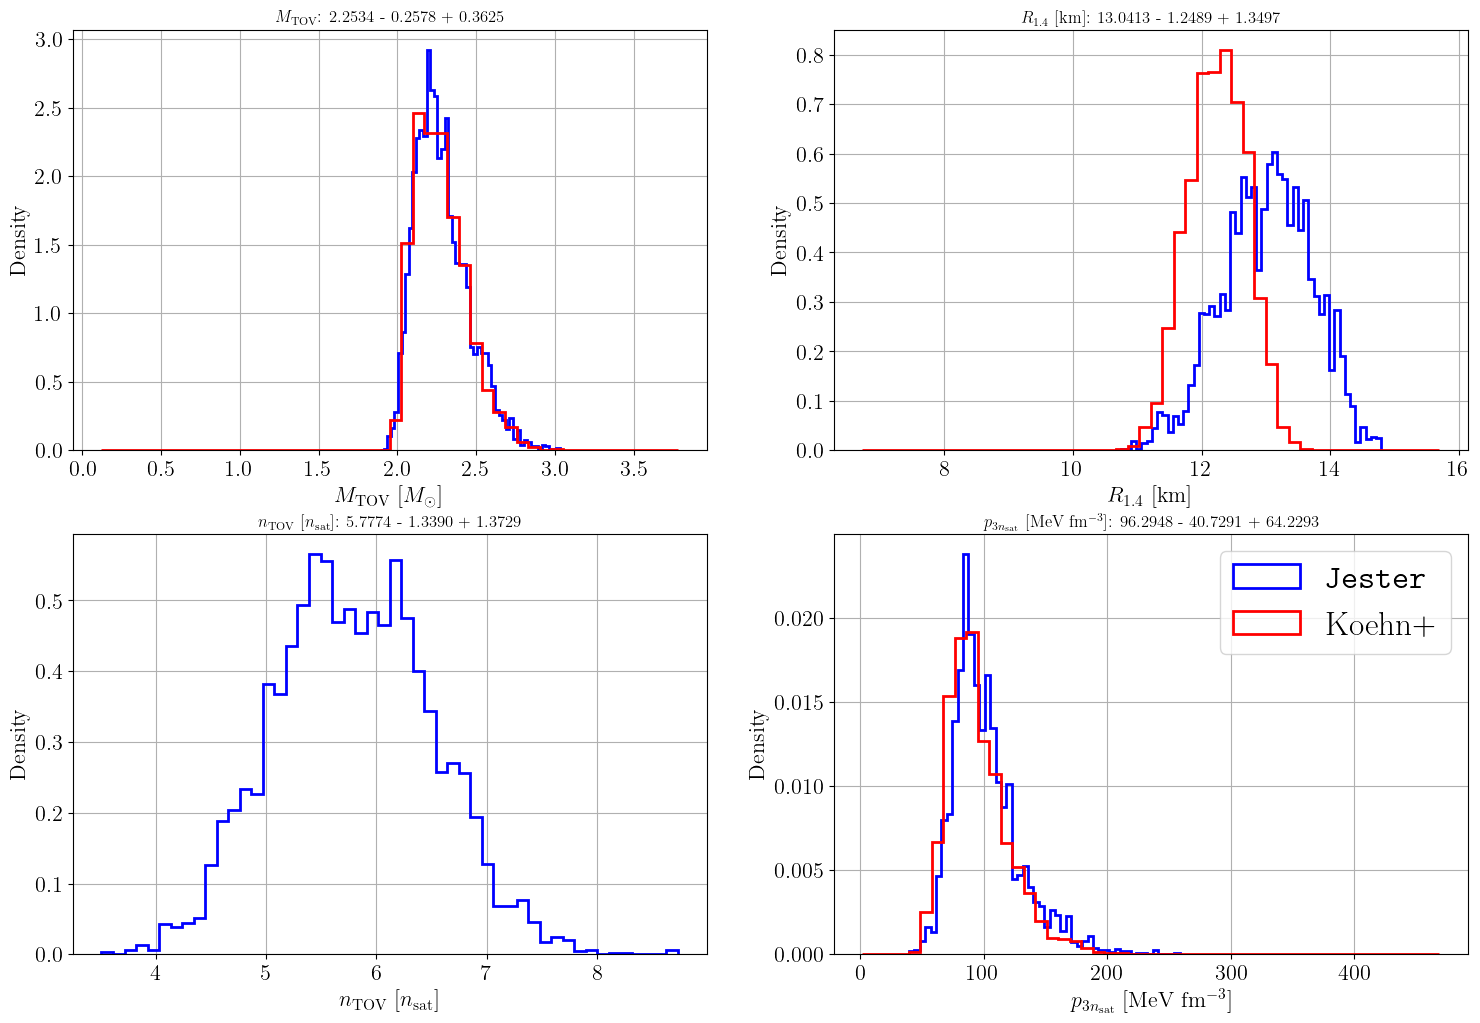 M_TOV: 2.2534 - 0.2578 + 0.3625
Density
3.0
2.5
2.0
1.5
1.0
0.5
0.0
0.0 0.5 1.0 1.5 2.0 2.5 3.0 3.5
M_TOV [M_⊙]
R_1.4 [km]: 13.0413 - 1.2489 + 1.3497
Density
0.8
0.7
0.6
0.5
0.4
0.3
0.2
0.1
0.0
8 10 12 14 16
R_1.4 [km]
n_TOV [n_sat]: 5.7774 - 1.3390 + 1.3729
Density
0.5
0.4
0.3
0.2
0.1
0.0
4 5 6 7 8
n_TOV [n_sat]
p_3n_sat [MeV fm⁻³]: 96.2948 - 40.7291 + 64.2293
Jester
Koehn+
Density
0.020
0.015
0.010
0.005
0.000
0 100 200 300 400
p_3n_sat [MeV fm⁻³]